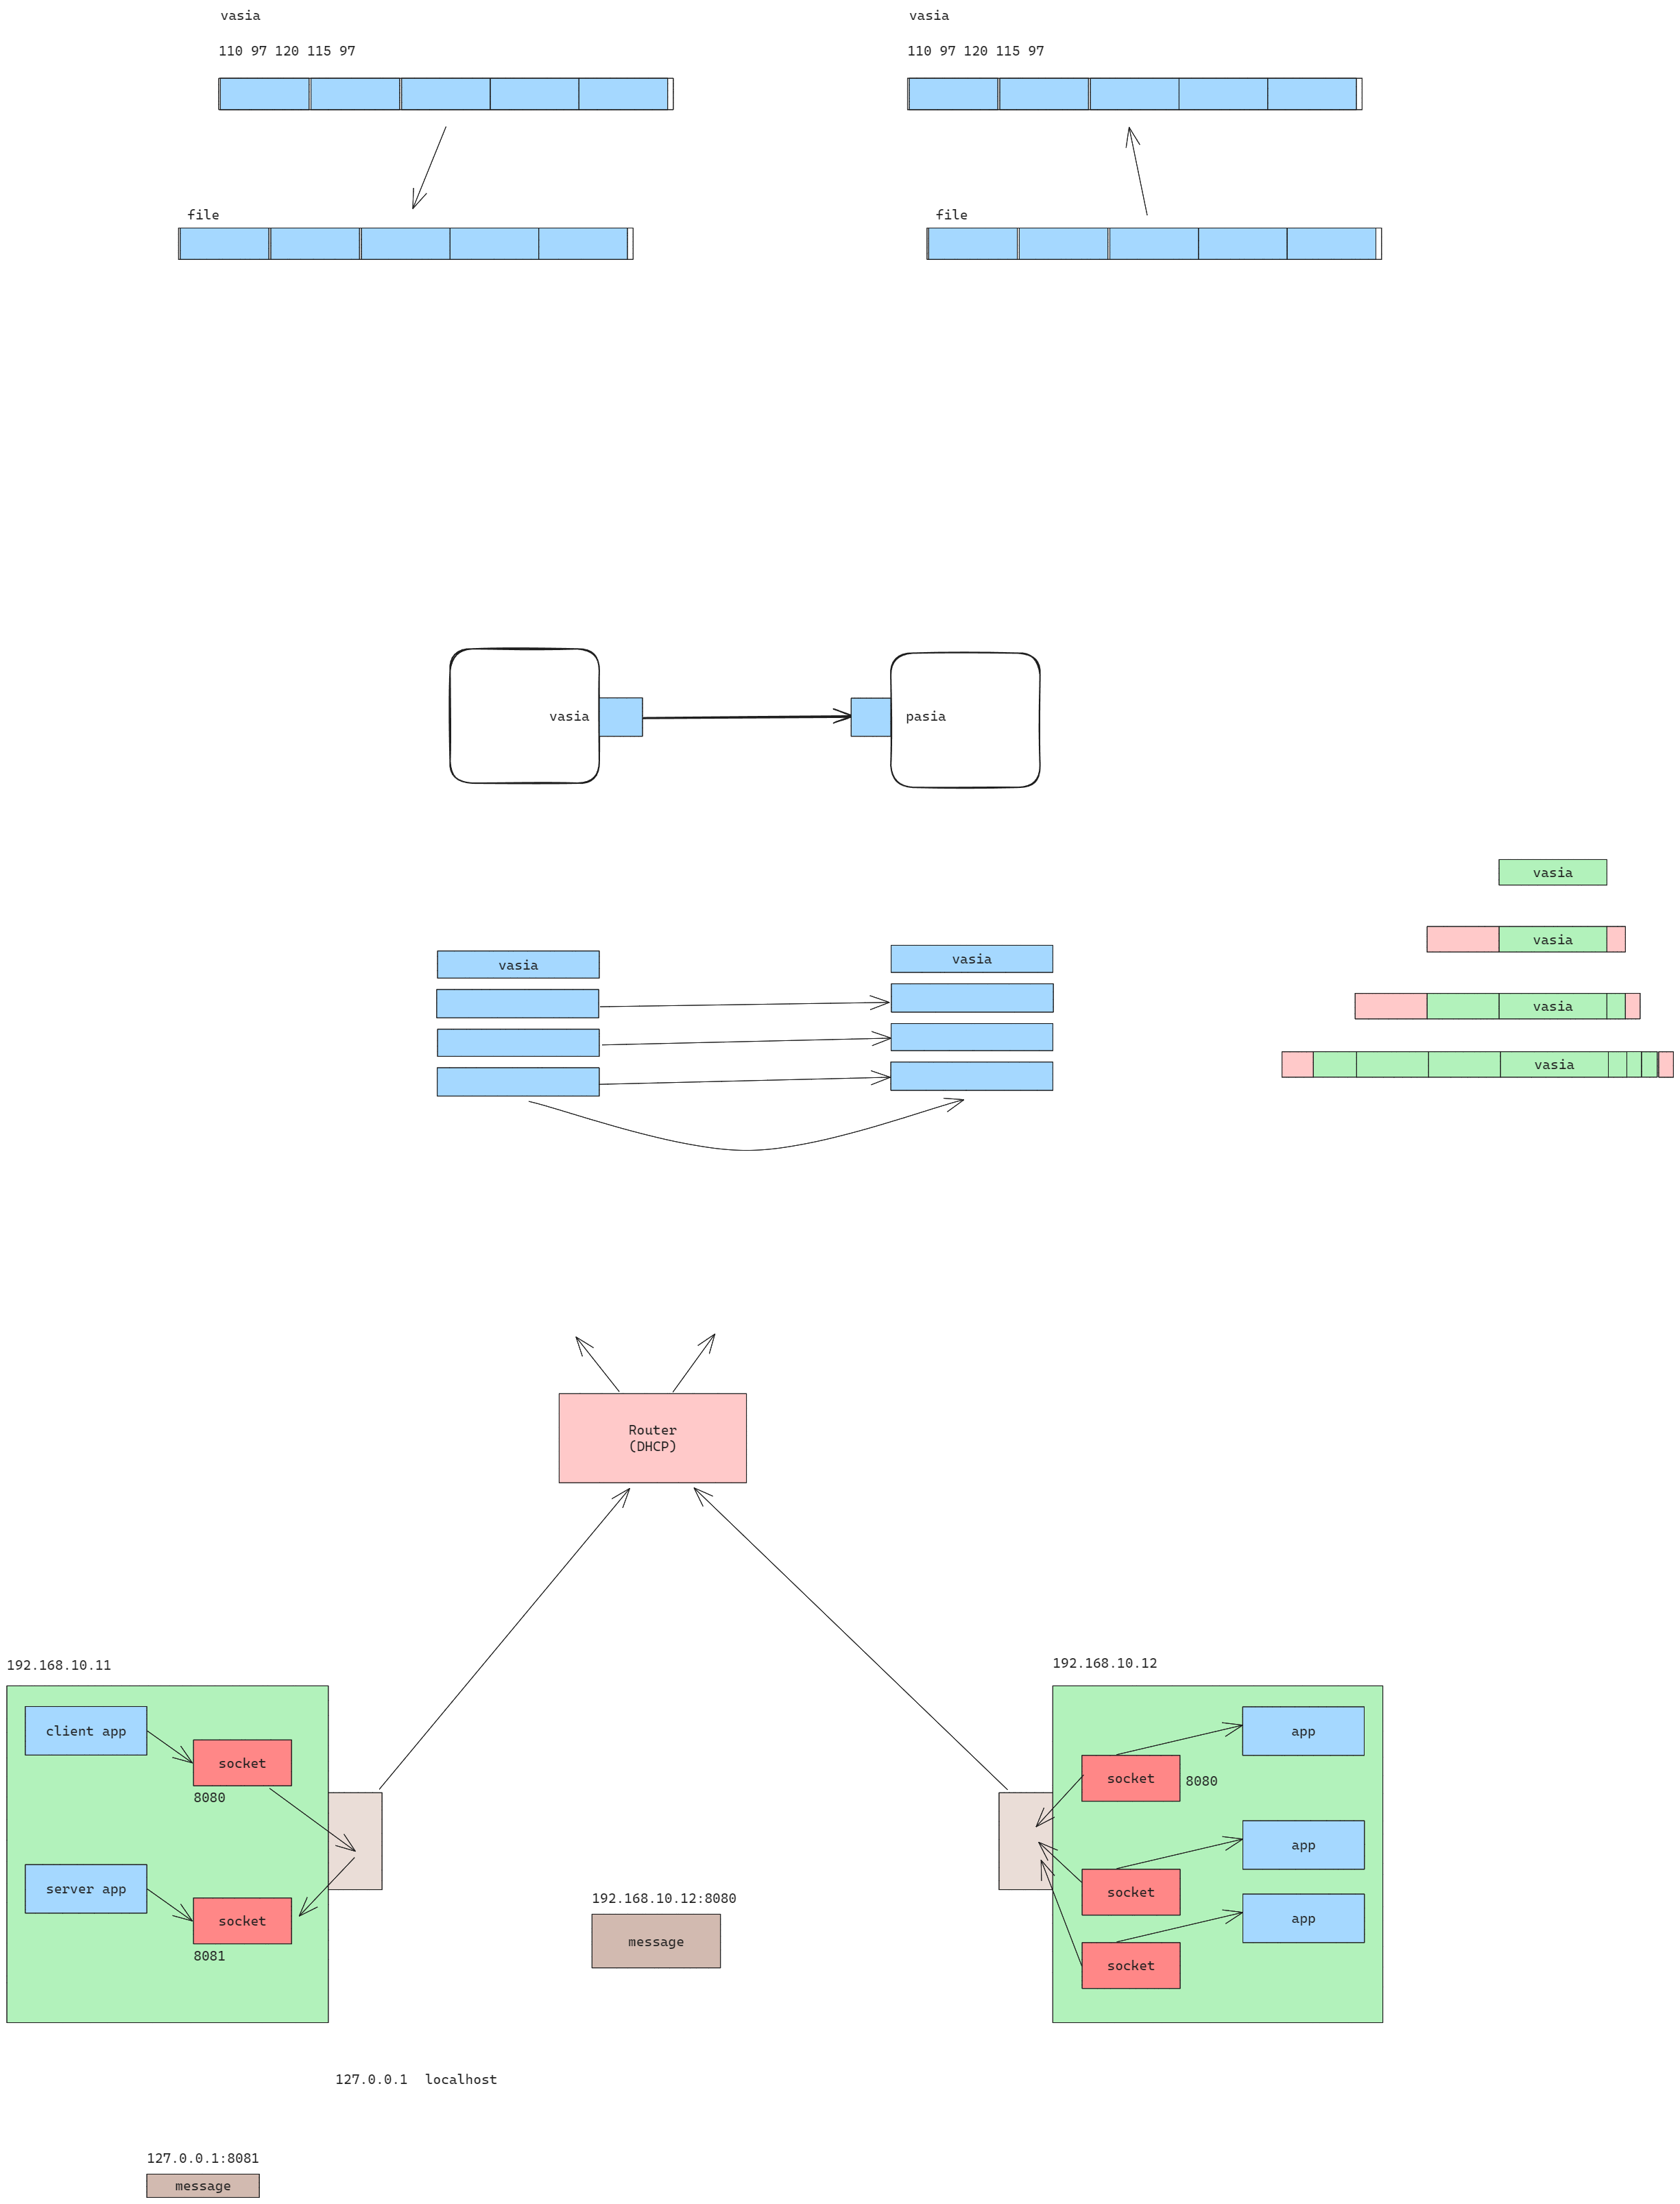 vasia
110 97 120 115 97
vasia
110 97 120 115 97
file
file
vasia
pasia
vasia
vasia
vasia
vasia
vasia
vasia
Router
(DHCP)
192.168.10.11
client app
socket
8080
server app
socket
8081
192.168.10.12
app
socket
8080
app
socket
app
socket
192.168.10.12:8080
message
127.0.0.1 localhost
127.0.0.1:8081
message